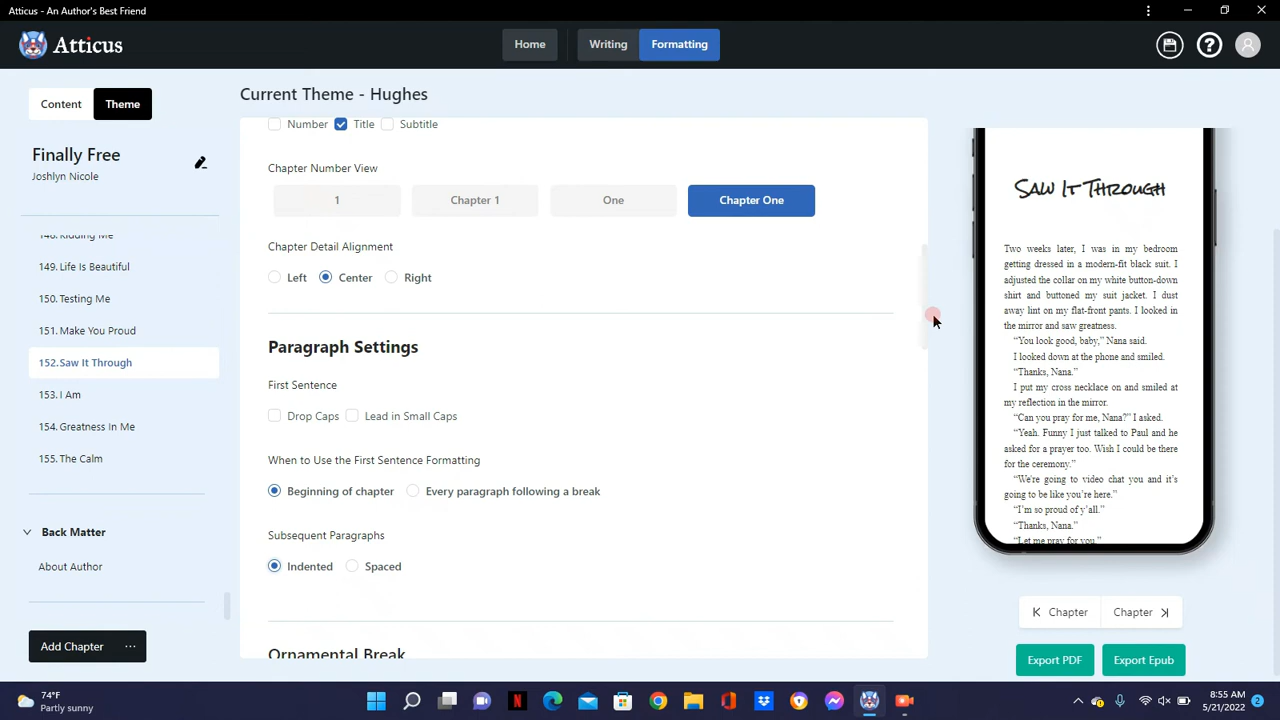 Atticus - An Author's Best Friend
Atticus
Home
Writing
Formatting
Content
Theme
Finally Free
Joshlyn Nicole
148. Kidding Me
149. Life Is Beautiful
150. Testing Me
151. Make You Proud
152. Saw It Through
153. I Am
154. Greatness In Me
155. The Calm
Back Matter
About Author
Add Chapter ...
Current Theme - Hughes
Number Title Subtitle
Chapter Number View
1
Chapter 1
One
Chapter One
Chapter Detail Alignment
Left Center Right
Paragraph Settings
First Sentence
Drop Caps Lead in Small Caps
When to Use the First Sentence Formatting
Beginning of chapter Every paragraph following a break
Subsequent Paragraphs
Indented Spaced
Ornamental Break
Saw It Through
Two weeks later, I was in my bedroom
getting dressed in a modern-fit black suit. I
adjusted the collar on my white button-down
shirt and buttoned my suit jacket. I dust
away lint on my flat-front pants. I looked in
the mirror and saw greatness.
“You look good, baby,” Nana said.
I looked down at the phone and smiled.
“Thanks, Nana.”
I put my cross necklace on and smiled at
my reflection in the mirror.
“Can you pray for me, Nana?” I asked.
“Yeah. Funny I just talked to Paul and he
asked for a prayer too. Wish I could be there
for the ceremony.”
“We're going to video chat you and it's
going to be like you're here.”
“I'm so proud of y'all.”
“Thanks, Nana.”
“Let me pray for you.”
Chapter
Chapter
Export PDF
Export Epub
74°F
Partly sunny
8:55 AM
5/21/2022
2